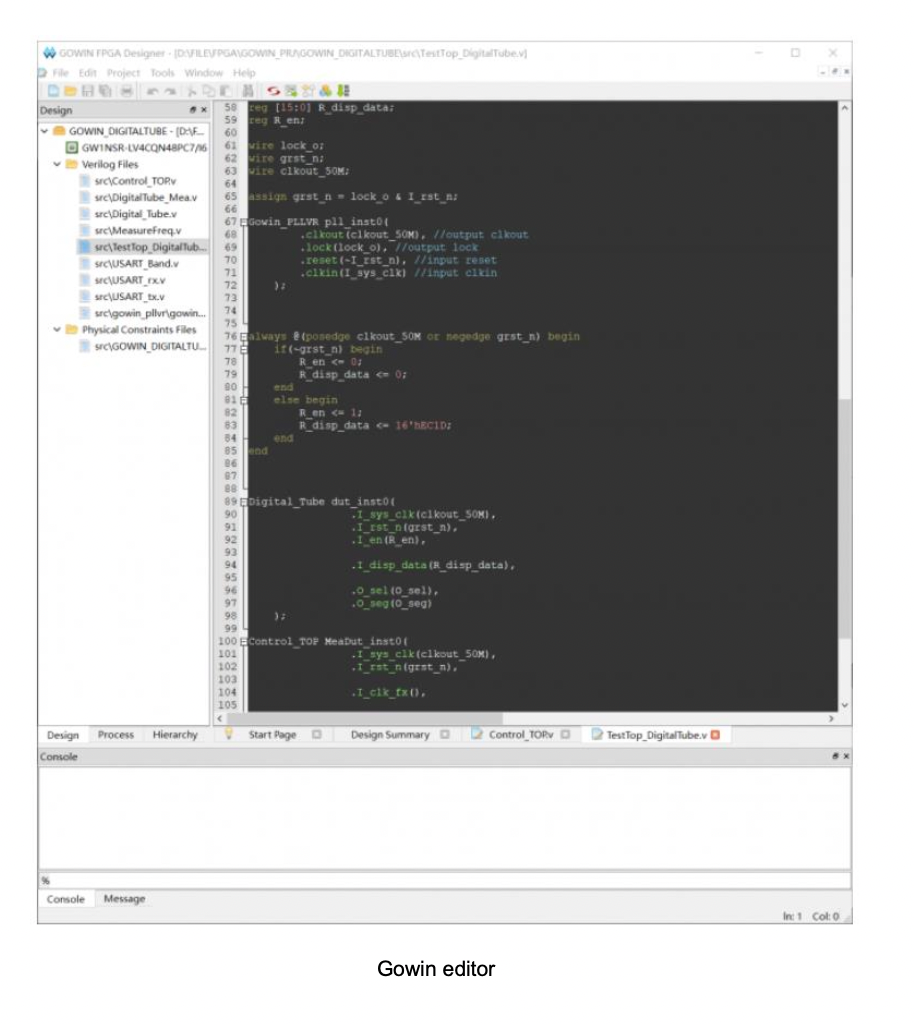 GOWIN FPGA Designer - [D:\FILE\FPGA\GOWIN_PRJ\GOWIN_DIGITALTUBE\src\TestTop_DigitalTube.v]
File Edit Project Tools Window Help
Design
GOWIN_DIGITALTUBE - [D:\F...
GW1NSR-LV4CQN48PC7/I6
Verilog Files
src\Control_TOP.v
src\DigitalTube_Mea.v
src\Digital_Tube.v
src\MeasureFreq.v
src\TestTop_DigitalTub...
src\USART_Band.v
src\USART_rx.v
src\USART_tx.v
src\gowin_pllvr\gowin...
Physical Constraints Files
src\GOWIN_DIGITALTU...
58 reg [15:0] R_disp_data;
59 reg R_en;
60
61 wire lock_o;
62 wire grst_n;
63 wire clkout_50M;
64
65 assign grst_n = lock_o & I_rst_n;
66
67 Gowin_PLLVR pll_inst0(
68 .clkout(clkout_50M), //output clkout
69 .lock(lock_o), //output lock
70 .reset(~I_rst_n), //input reset
71 .clkin(I_sys_clk) //input clkin
72 );
73
74
75
76 always @(posedge clkout_50M or negedge grst_n) begin
77 if(~grst_n) begin
78 R_en <= 0;
79 R_disp_data <= 0;
80 end
81 else begin
82 R_en <= 1;
83 R_disp_data <= 16'hEC1D;
84 end
85 end
86
87
88
89 Digital_Tube dut_inst0(
90 .I_sys_clk(clkout_50M),
91 .I_rst_n(grst_n),
92 .I_en(R_en),
93
94 .I_disp_data(R_disp_data),
95
96 .O_sel(O_sel),
97 .O_seg(O_seg)
98 );
99
100 Control_TOP MeaDut_inst0(
101 .I_sys_clk(clkout_50M),
102 .I_rst_n(grst_n),
103
104 .I_clk_fx(),
105
Design Process Hierarchy
Start Page Design Summary Control_TOP.v TestTop_DigitalTube.v
Console
%
Console Message
ln: 1 Col: 0
Gowin editor